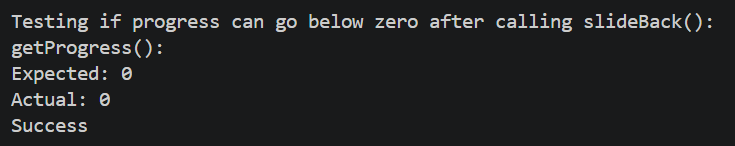 Testing if progress can go below zero after calling slideBack():
getProgress():
Expected: 0
Actual: 0
Success